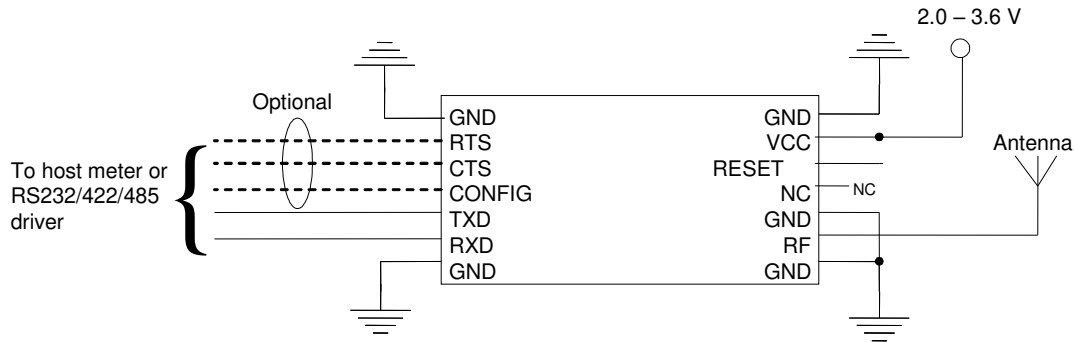 2.0 – 3.6 V
Optional
Antenna
To host meter or
RS232/422/485
driver
GND
RTS
CTS
CONFIG
TXD
RXD
GND
GND
VCC
RESET
NC
NC
GND
RF
GND